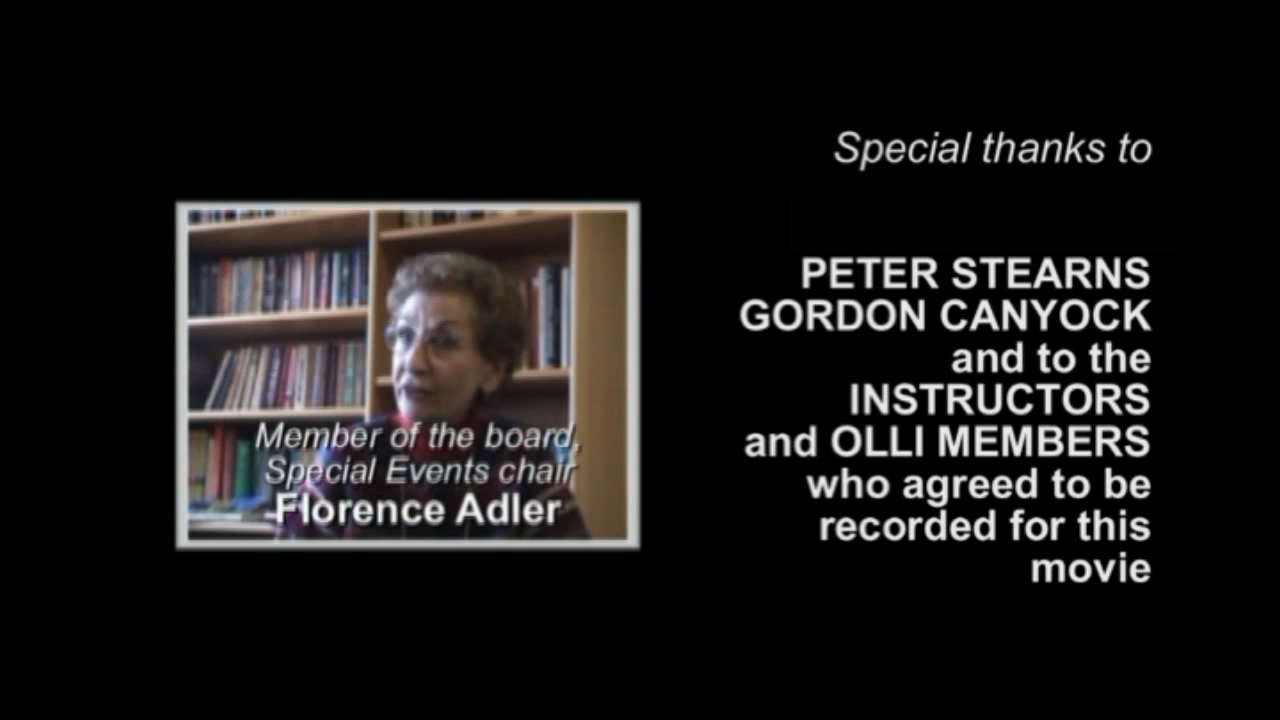 Special thanks to
PETER STEARNS
GORDON CANYOCK
and to the
INSTRUCTORS
and OLLI MEMBERS
who agreed to be
recorded for this
movie
Member of the board,
Special Events chair
Florence Adler